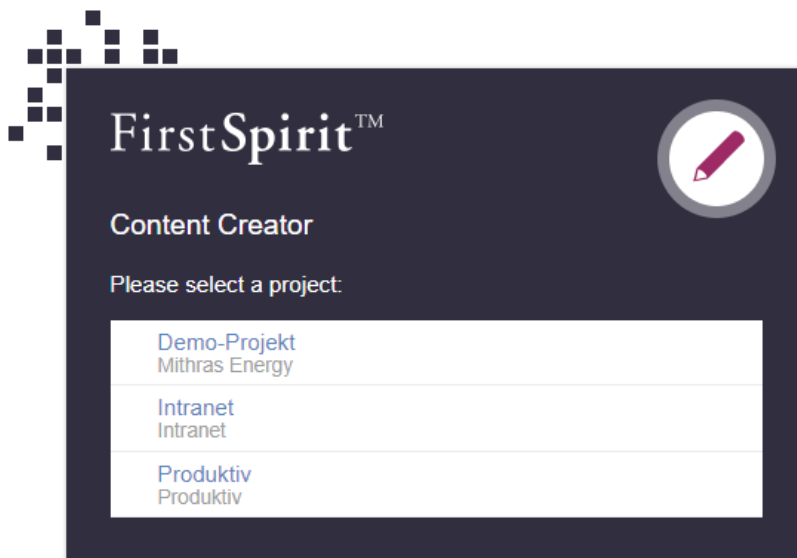 FirstSpirit™
Content Creator
Please select a project:
Demo-Projekt
Mithras Energy
Intranet
Intranet
Produktiv
Produktiv